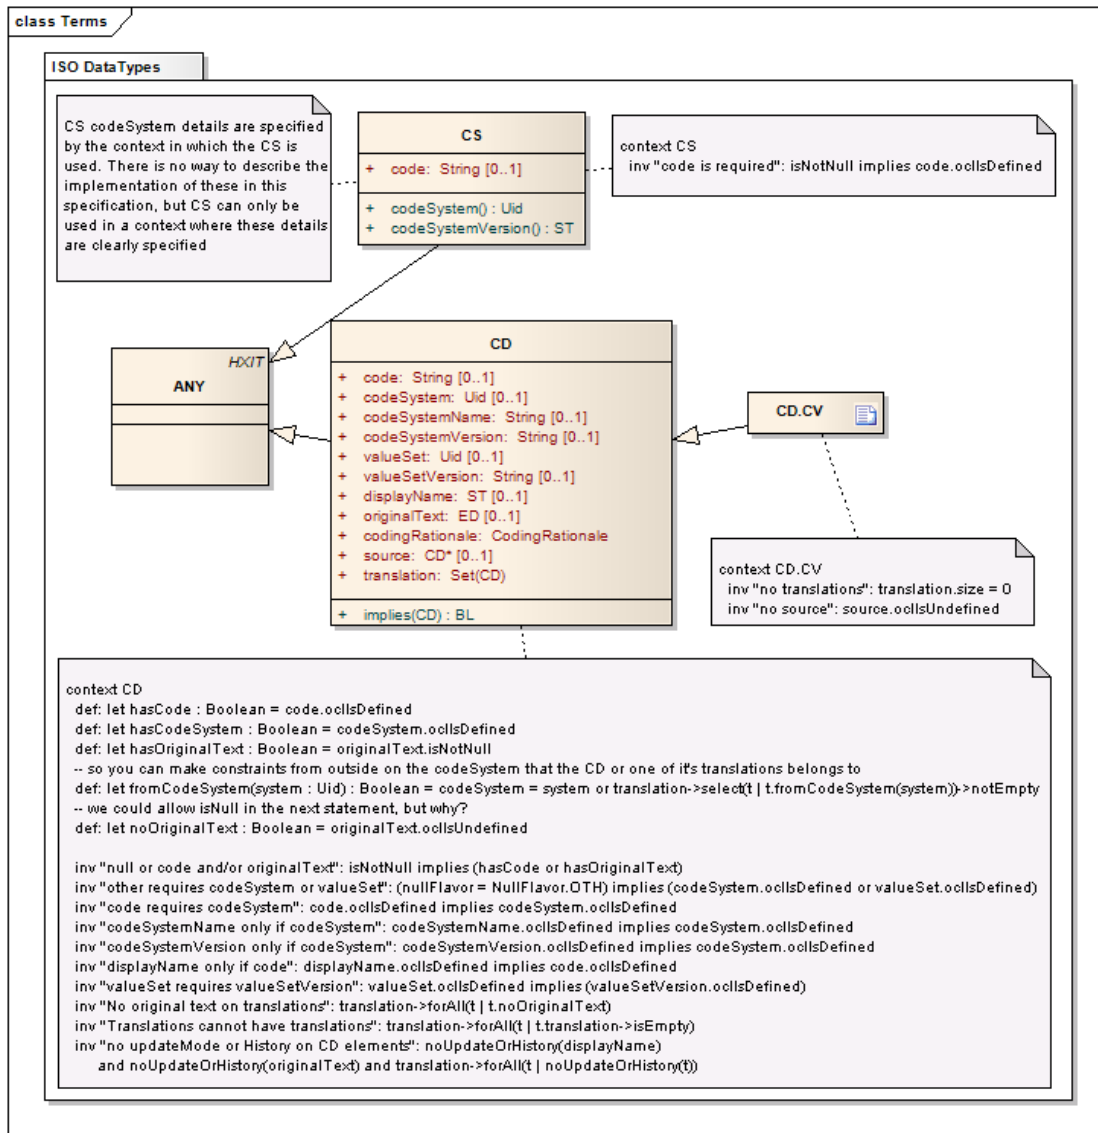 class Terms
ISO DataTypes
CS codeSystem details are specified
by the context in which the CS is
used. There is no way to describe the
implementation of these in this
specification, but CS can only be
used in a context where these details
are clearly specified
CS
+ code: String [0..1]
+ codeSystem() : Uid
+ codeSystemVersion() : ST
context CS
inv "code is required": isNotNull implies code.oclIsDefined
HXIT
ANY
CD
+ code: String [0..1]
+ codeSystem: Uid [0..1]
+ codeSystemName: String [0..1]
+ codeSystemVersion: String [0..1]
+ valueSet: Uid [0..1]
+ valueSetVersion: String [0..1]
+ displayName: ST [0..1]
+ originalText: ED [0..1]
+ codingRationale: CodingRationale
+ source: CD* [0..1]
+ translation: Set(CD)
+ implies(CD) : BL
CD.CV
context CD.CV
inv "no translations": translation.size = 0
inv "no source": source.oclIsUndefined
context CD
def: let hasCode : Boolean = code.oclIsDefined
def: let hasCodeSystem : Boolean = codeSystem.oclIsDefined
def: let hasOriginalText : Boolean = originalText.isNotNull
-- so you can make constraints from outside on the codeSystem that the CD or one of it's translations belongs to
def: let fromCodeSystem(system : Uid) : Boolean = codeSystem = system or translation->select(t | t.fromCodeSystem(system))->notEmpty
-- we could allow isNull in the next statement, but why?
def: let noOriginalText : Boolean = originalText.oclIsUndefined
inv "null or code and/or originalText": isNotNull implies (hasCode or hasOriginalText)
inv "other requires codeSystem or valueSet": (nullFlavor = NullFlavor.OTH) implies (codeSystem.oclIsDefined or valueSet.oclIsDefined)
inv "code requires codeSystem": code.oclIsDefined implies codeSystem.oclIsDefined
inv "codeSystemName only if codeSystem": codeSystemName.oclIsDefined implies codeSystem.oclIsDefined
inv "codeSystemVersion only if codeSystem": codeSystemVersion.oclIsDefined implies codeSystem.oclIsDefined
inv "displayName only if code": displayName.oclIsDefined implies code.oclIsDefined
inv "valueSet requires valueSetVersion": valueSet.oclIsDefined implies (valueSetVersion.oclIsDefined)
inv "No original text on translations": translation->forAll(t | t.noOriginalText)
inv "Translations cannot have translations": translation->forAll(t | t.translation->isEmpty)
inv "no updateMode or History on CD elements": noUpdateOrHistory(displayName)
and noUpdateOrHistory(originalText) and translation->forAll(t | noUpdateOrHistory(t))